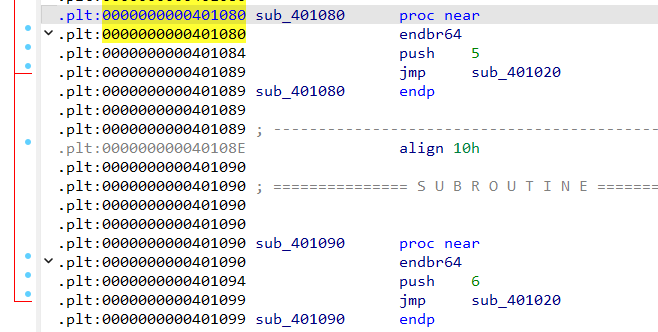 .plt:0000000000401080 sub_401080 proc near
.plt:0000000000401080 endbr64
.plt:0000000000401084 push 5
.plt:0000000000401089 jmp sub_401020
.plt:0000000000401089 sub_401080 endp
.plt:0000000000401089
.plt:0000000000401089 ; -------------------------------------------
.plt:000000000040108E align 10h
.plt:0000000000401090
.plt:0000000000401090 ; =============== S U B R O U T I N E =======
.plt:0000000000401090
.plt:0000000000401090
.plt:0000000000401090 sub_401090 proc near
.plt:0000000000401090 endbr64
.plt:0000000000401094 push 6
.plt:0000000000401099 jmp sub_401020
.plt:0000000000401099 sub_401090 endp